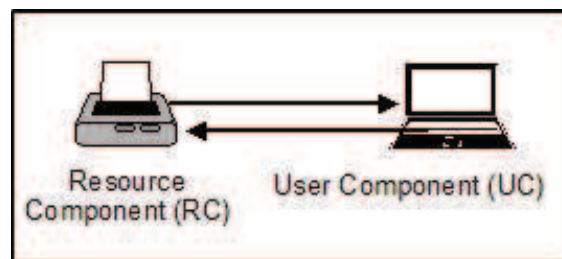 Resource
Component (RC)
User Component (UC)